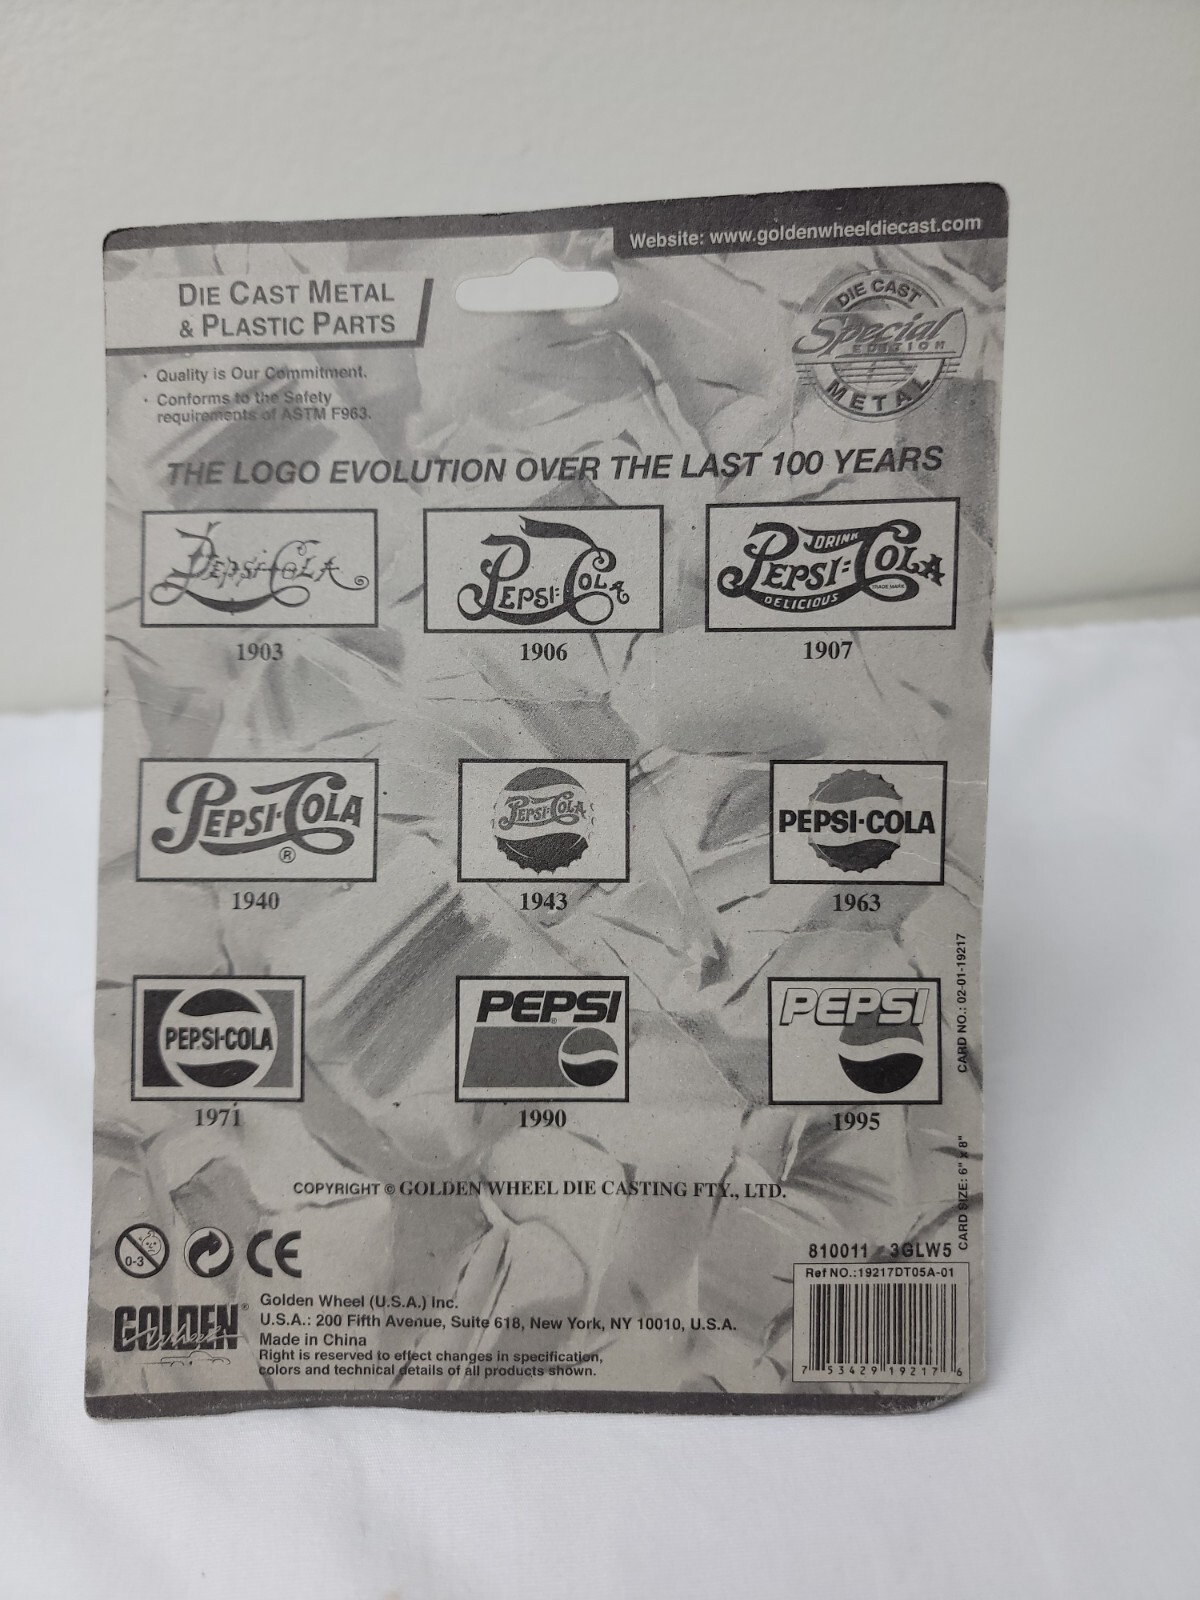 Website: www.goldenwheeldiecast.com
DIE CAST METAL
& PLASTIC PARTS
DIE CAST
Special
EDITION
METAL
· Quality is Our Commitment.
· Conforms to the Safety
requirements of ASTM F963.
THE LOGO EVOLUTION OVER THE LAST 100 YEARS
PEPSI-COLA
PEPSI:COLA
DRINK
PEPSI:COLA
TRADE MARK
DELICIOUS
1903
1906
1907
PEPSI-COLA
®
PEPSI-COLA
PEPSI-COLA
1940
1943
1963
PEPSI-COLA
PEPSI®
PEPSI
1971
1990
1995
CARD NO.: 02-01-19217
CARD SIZE: 6" x 8"
COPYRIGHT © GOLDEN WHEEL DIE CASTING FTY., LTD.
0-3
CE
810011 3GLW5
Ref NO.:19217DT05A-01
7 53429 19217 6
GOLDEN®
wheel
Golden Wheel (U.S.A.) Inc.
U.S.A.: 200 Fifth Avenue, Suite 618, New York, NY 10010, U.S.A.
Made in China
Right is reserved to effect changes in specification,
colors and technical details of all products shown.